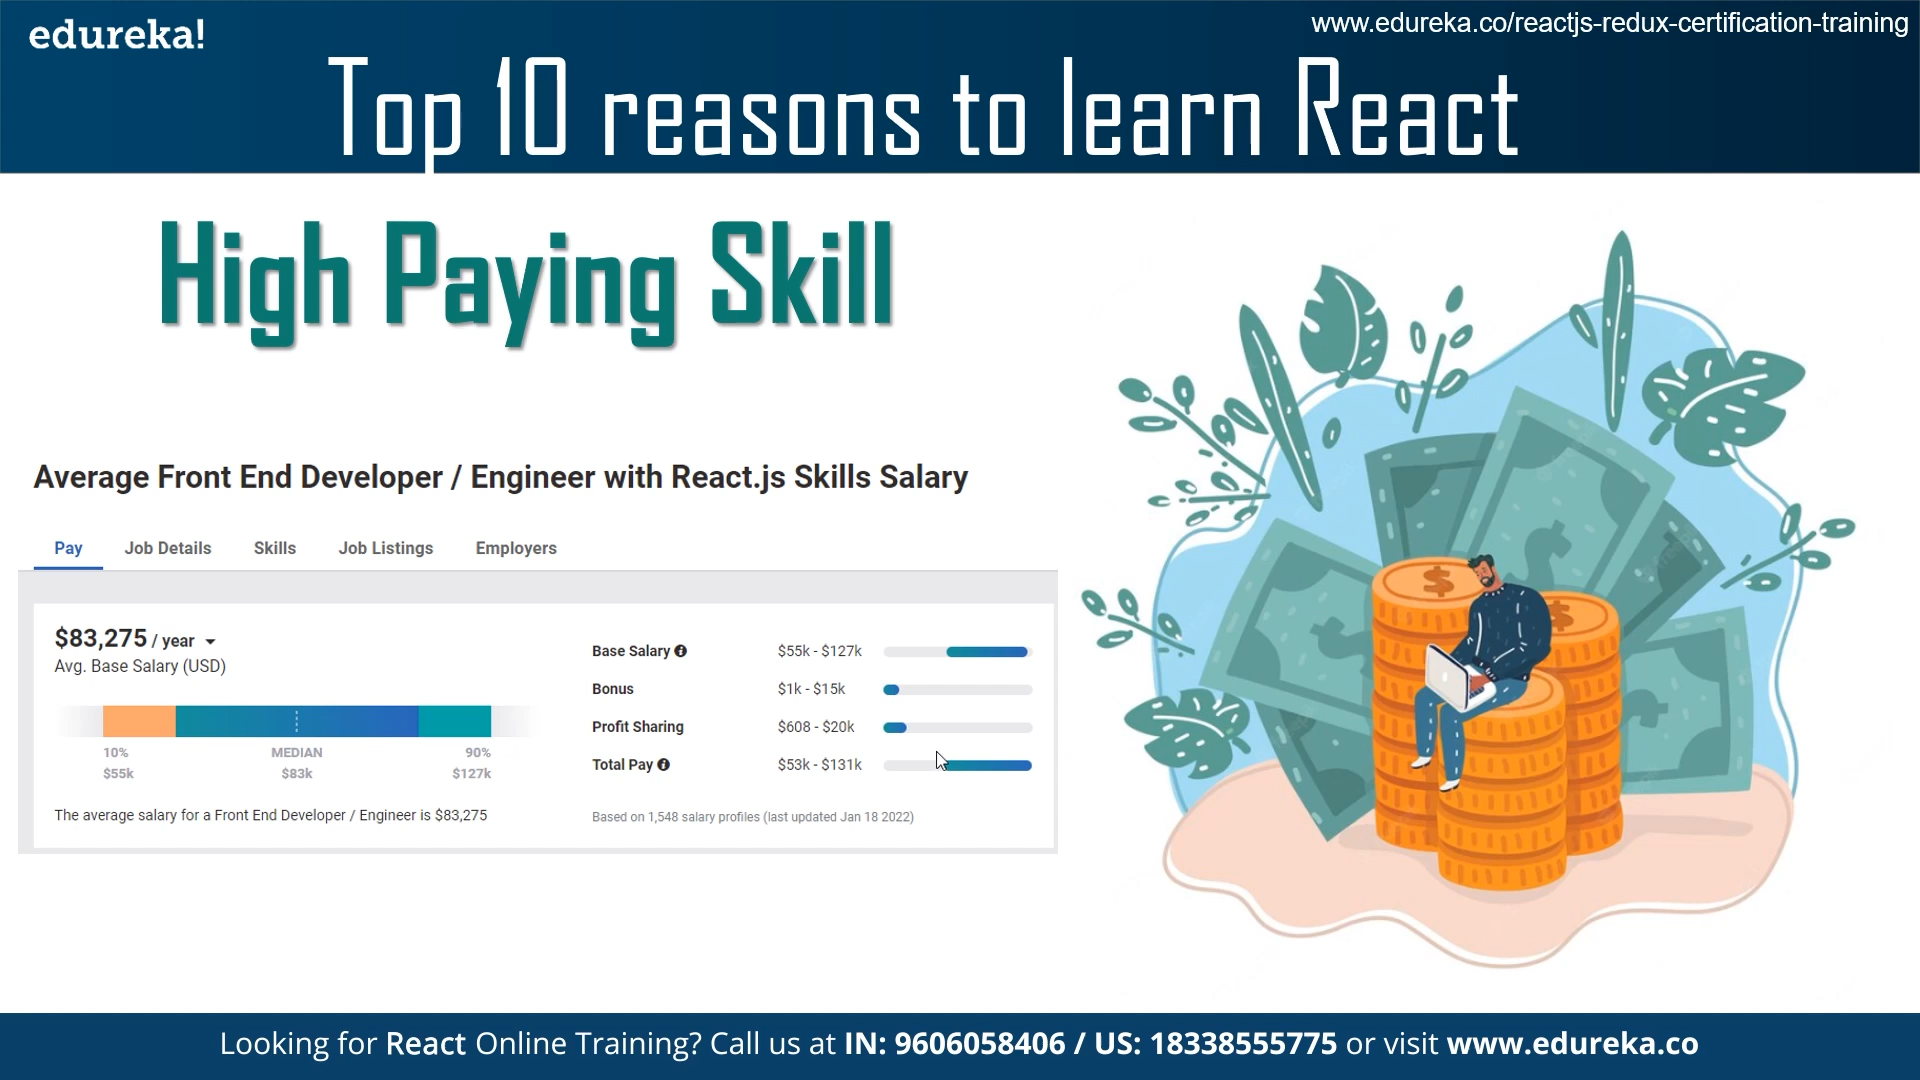 edureka!
www.edureka.co/reactjs-redux-certification-training
Top 10 reasons to learn React
High Paying Skill
Average Front End Developer / Engineer with React.js Skills Salary
Pay Job Details Skills Job Listings Employers
$83,275 / year
Avg. Base Salary (USD)
10% MEDIAN 90%
$55k $83k $127k
The average salary for a Front End Developer / Engineer is $83,275
Base Salary $55k - $127k
Bonus $1k - $15k
Profit Sharing $608 - $20k
Total Pay $53k - $131k
Based on 1,548 salary profiles (last updated Jan 18 2022)
Looking for React Online Training? Call us at IN: 9606058406 / US: 18338555775 or visit www.edureka.co